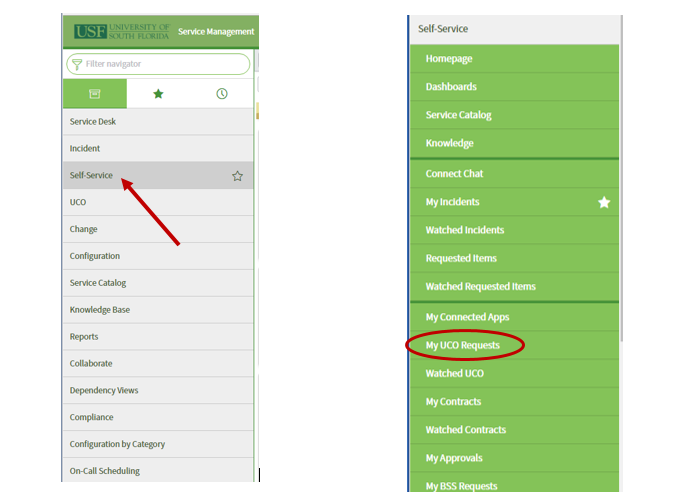 USF UNIVERSITY OF
SOUTH FLORIDA
Service Management
Filter navigator
Service Desk
Incident
Self-Service
UCO
Change
Configuration
Service Catalog
Knowledge Base
Reports
Collaborate
Dependency Views
Compliance
Configuration by Category
On-Call Scheduling
Self-Service
Homepage
Dashboards
Service Catalog
Knowledge
Connect Chat
My Incidents
Watched Incidents
Requested Items
Watched Requested Items
My Connected Apps
My UCO Requests
Watched UCO
My Contracts
Watched Contracts
My Approvals
My BSS Requests